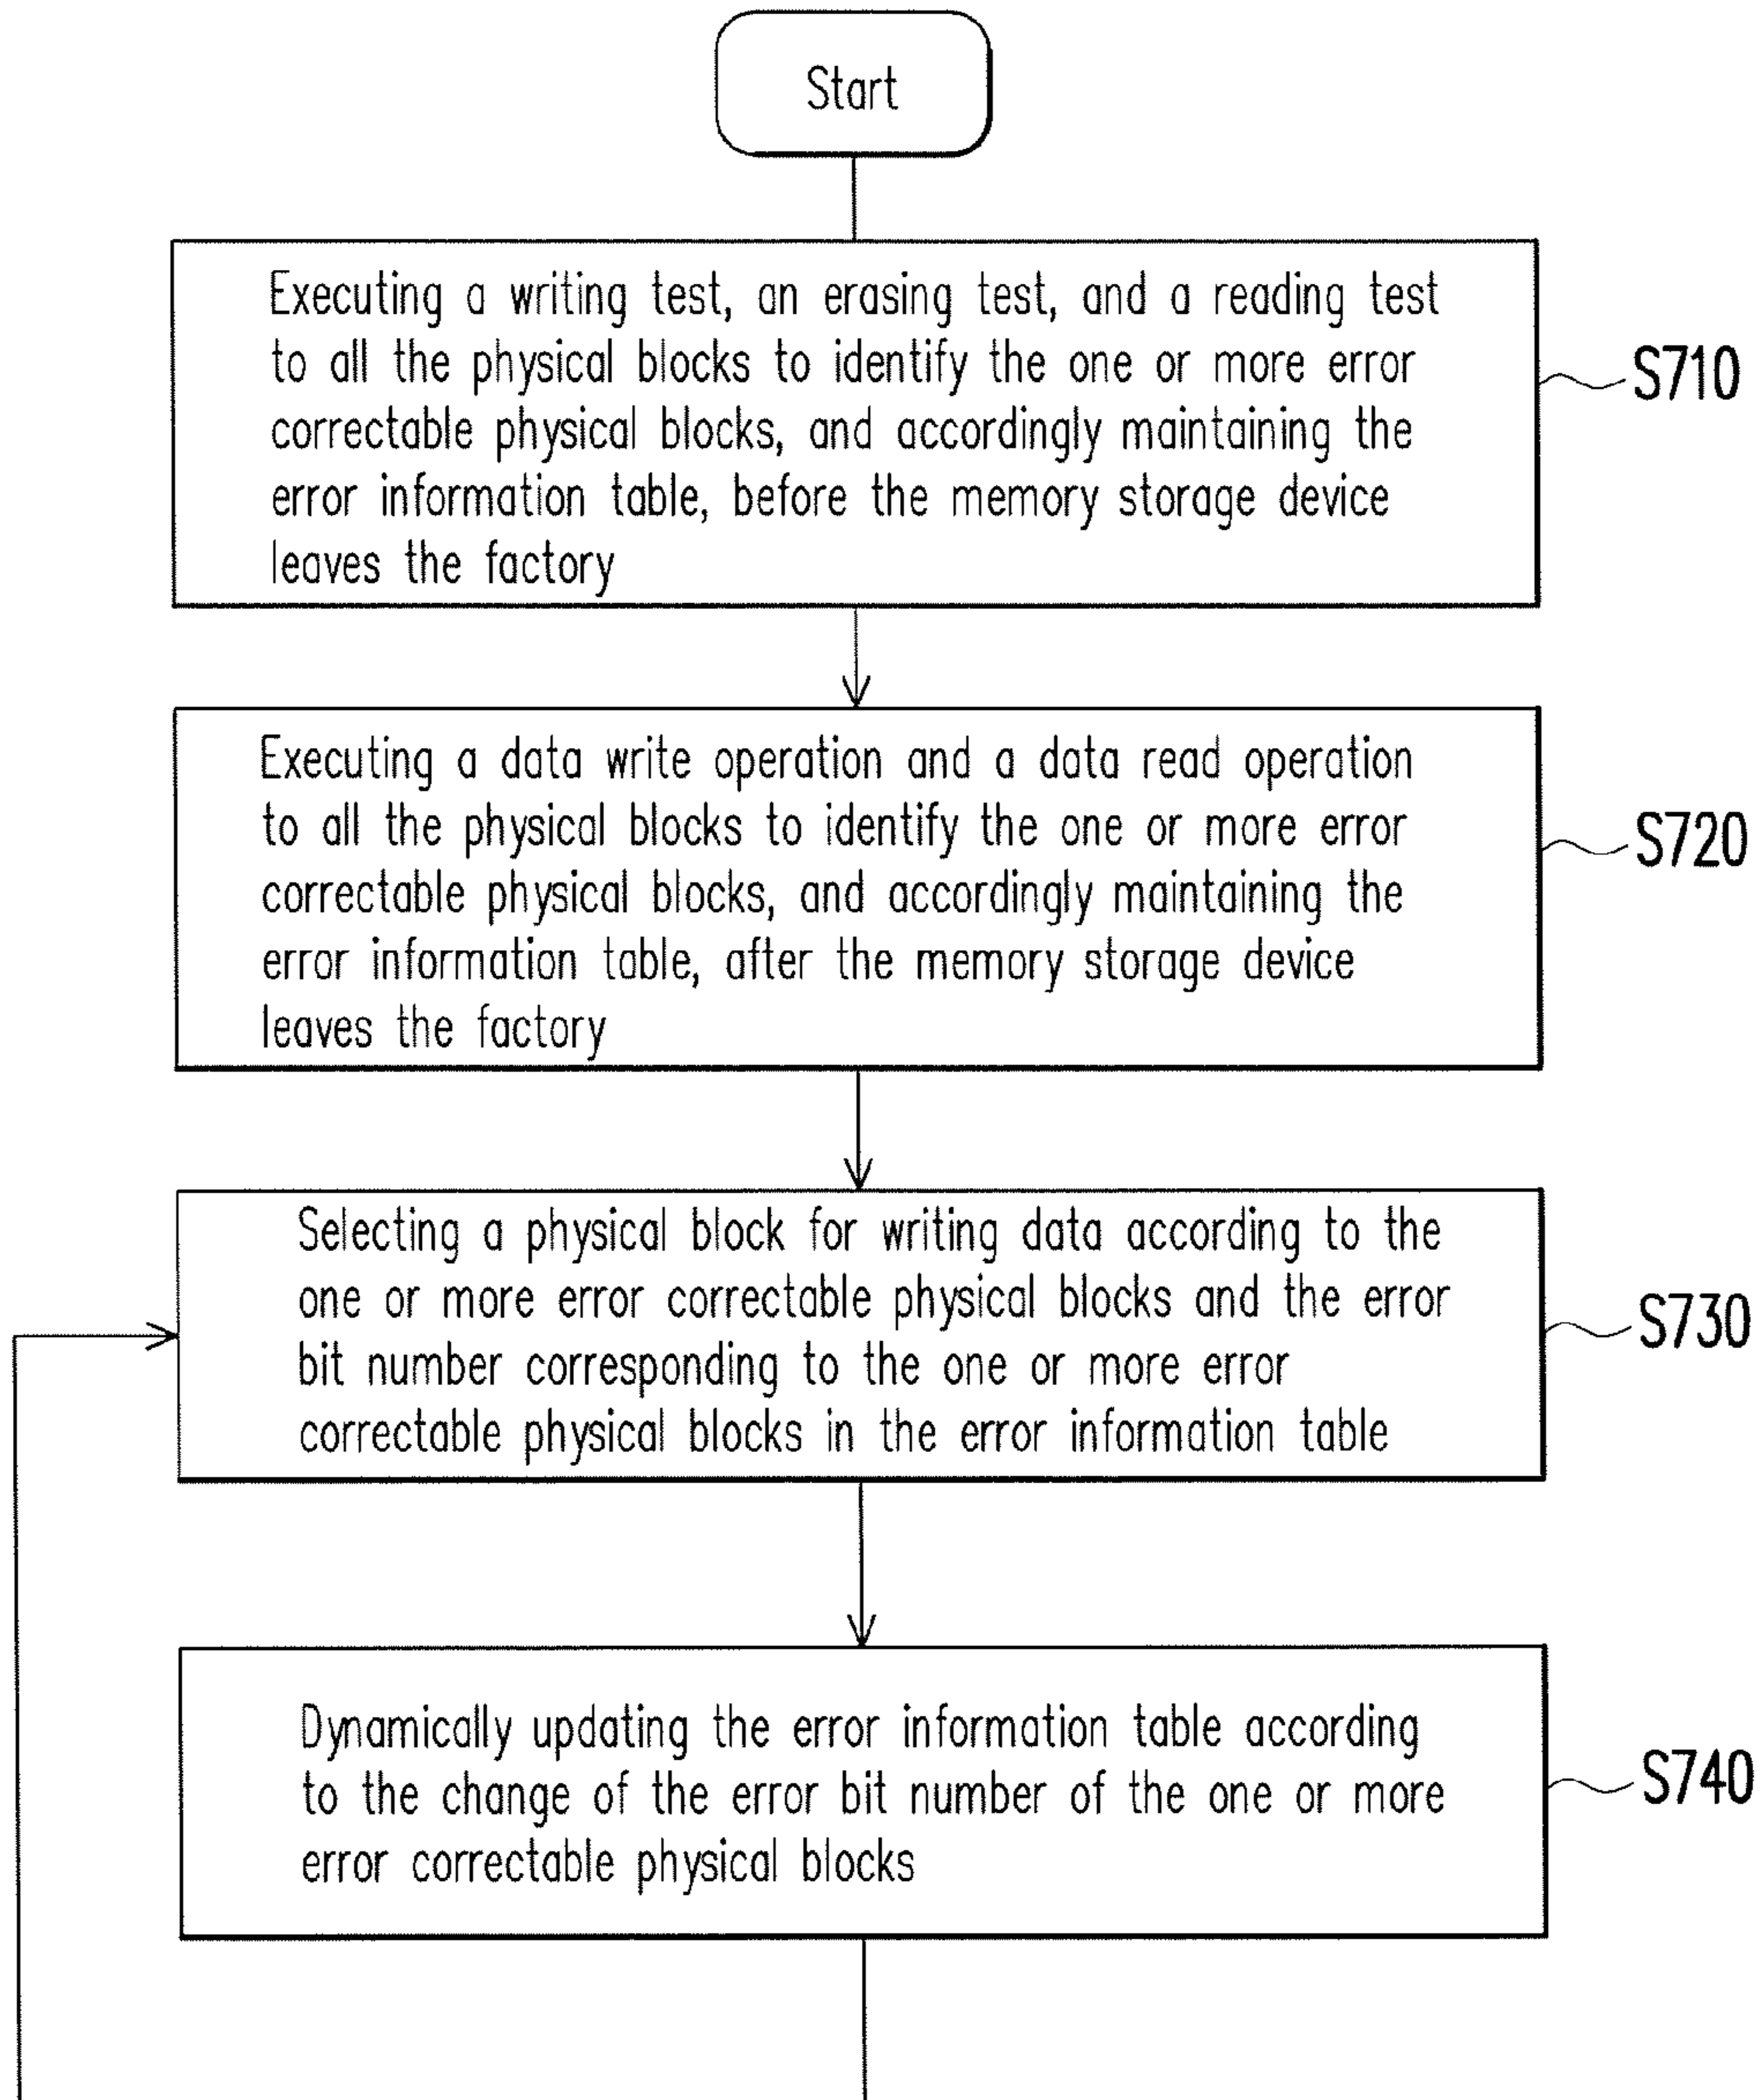 Start
Executing a writing test, an erasing test, and a reading test
to all the physical blocks to identify the one or more error
correctable physical blocks, and accordingly maintaining the
error information table, before the memory storage device
leaves the factory
S710
Executing a data write operation and a data read operation
to all the physical blocks to identify the one or more error
correctable physical blocks, and accordingly maintaining the
error information table, after the memory storage device
leaves the factory
S720
Selecting a physical block for writing data according to the
one or more error correctable physical blocks and the error
bit number corresponding to the one or more error
correctable physical blocks in the error information table
S730
Dynamically updating the error information table according
to the change of the error bit number of the one or more
error correctable physical blocks
S740